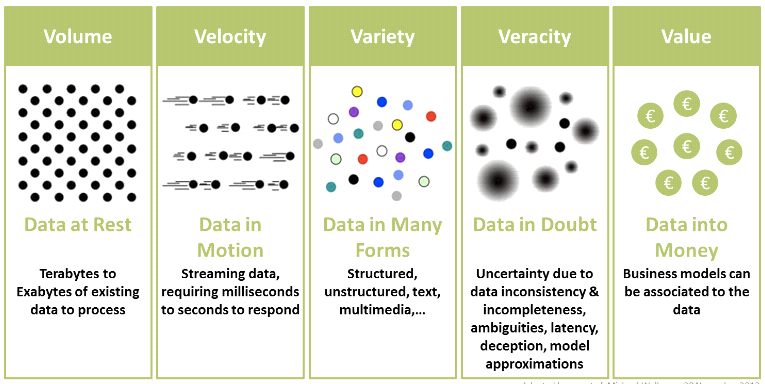 Volume
Velocity
Variety
Veracity
Value
€
€ €
€ € €
€ €
Data at Rest
Terabytes to
Exabytes of existing
data to process
Data in
Motion
Streaming data,
requiring milliseconds
to seconds to respond
Data in Many
Forms
Structured,
unstructured, text,
multimedia,...
Data in Doubt
Uncertainty due to
data inconsistency &
incompleteness,
ambiguities, latency,
deception, model
approximations
Data into
Money
Business models can
be associated to the
data